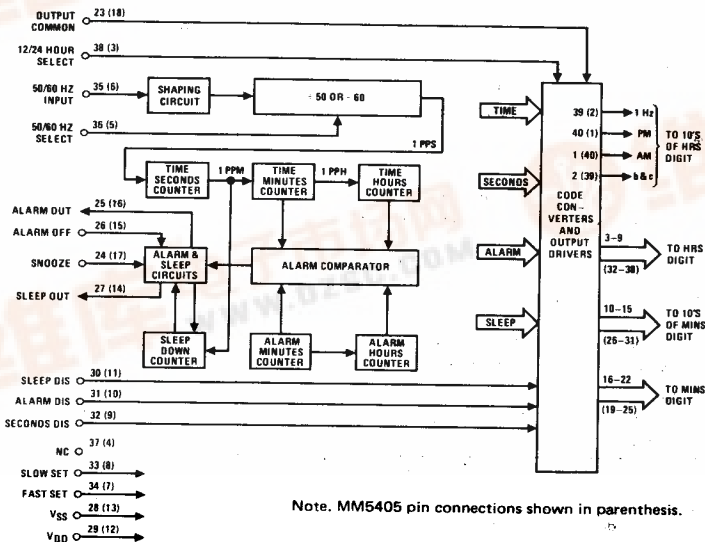 OUTPUT COMMON 23 (18)
12/24 HOUR SELECT 38 (3)
50/60 HZ INPUT 35 (6)
SHAPING CIRCUIT
÷ 50 OR ÷ 60
50/60 HZ SELECT 36 (5)
1 PPS
TIME SECONDS COUNTER
1 PPM
TIME MINUTES COUNTER
1 PPH
TIME HOURS COUNTER
ALARM OUT 25 (16)
ALARM OFF 26 (15)
SNOOZE 24 (17)
SLEEP OUT 27 (14)
ALARM & SLEEP CIRCUITS
ALARM COMPARATOR
SLEEP DOWN COUNTER
ALARM MINUTES COUNTER
ALARM HOURS COUNTER
SLEEP DIS 30 (11)
ALARM DIS 31 (10)
SECONDS DIS 32 (9)
NC 37 (4)
SLOW SET 33 (8)
FAST SET 34 (7)
VSS 28 (13)
VDD 29 (12)
TIME
SECONDS
ALARM
SLEEP
CODE CON-VERTERS AND OUTPUT DRIVERS
39 (2) 1 Hz
40 (1) PM
1 (40) AM
2 (39) b & c
TO 10'S OF HRS DIGIT
3-9
(32-38)
TO HRS DIGIT
10-15
(26-31)
TO 10'S OF MINS DIGIT
16-22
(19-25)
TO MINS DIGIT
Note. MM5405 pin connections shown in parenthesis.